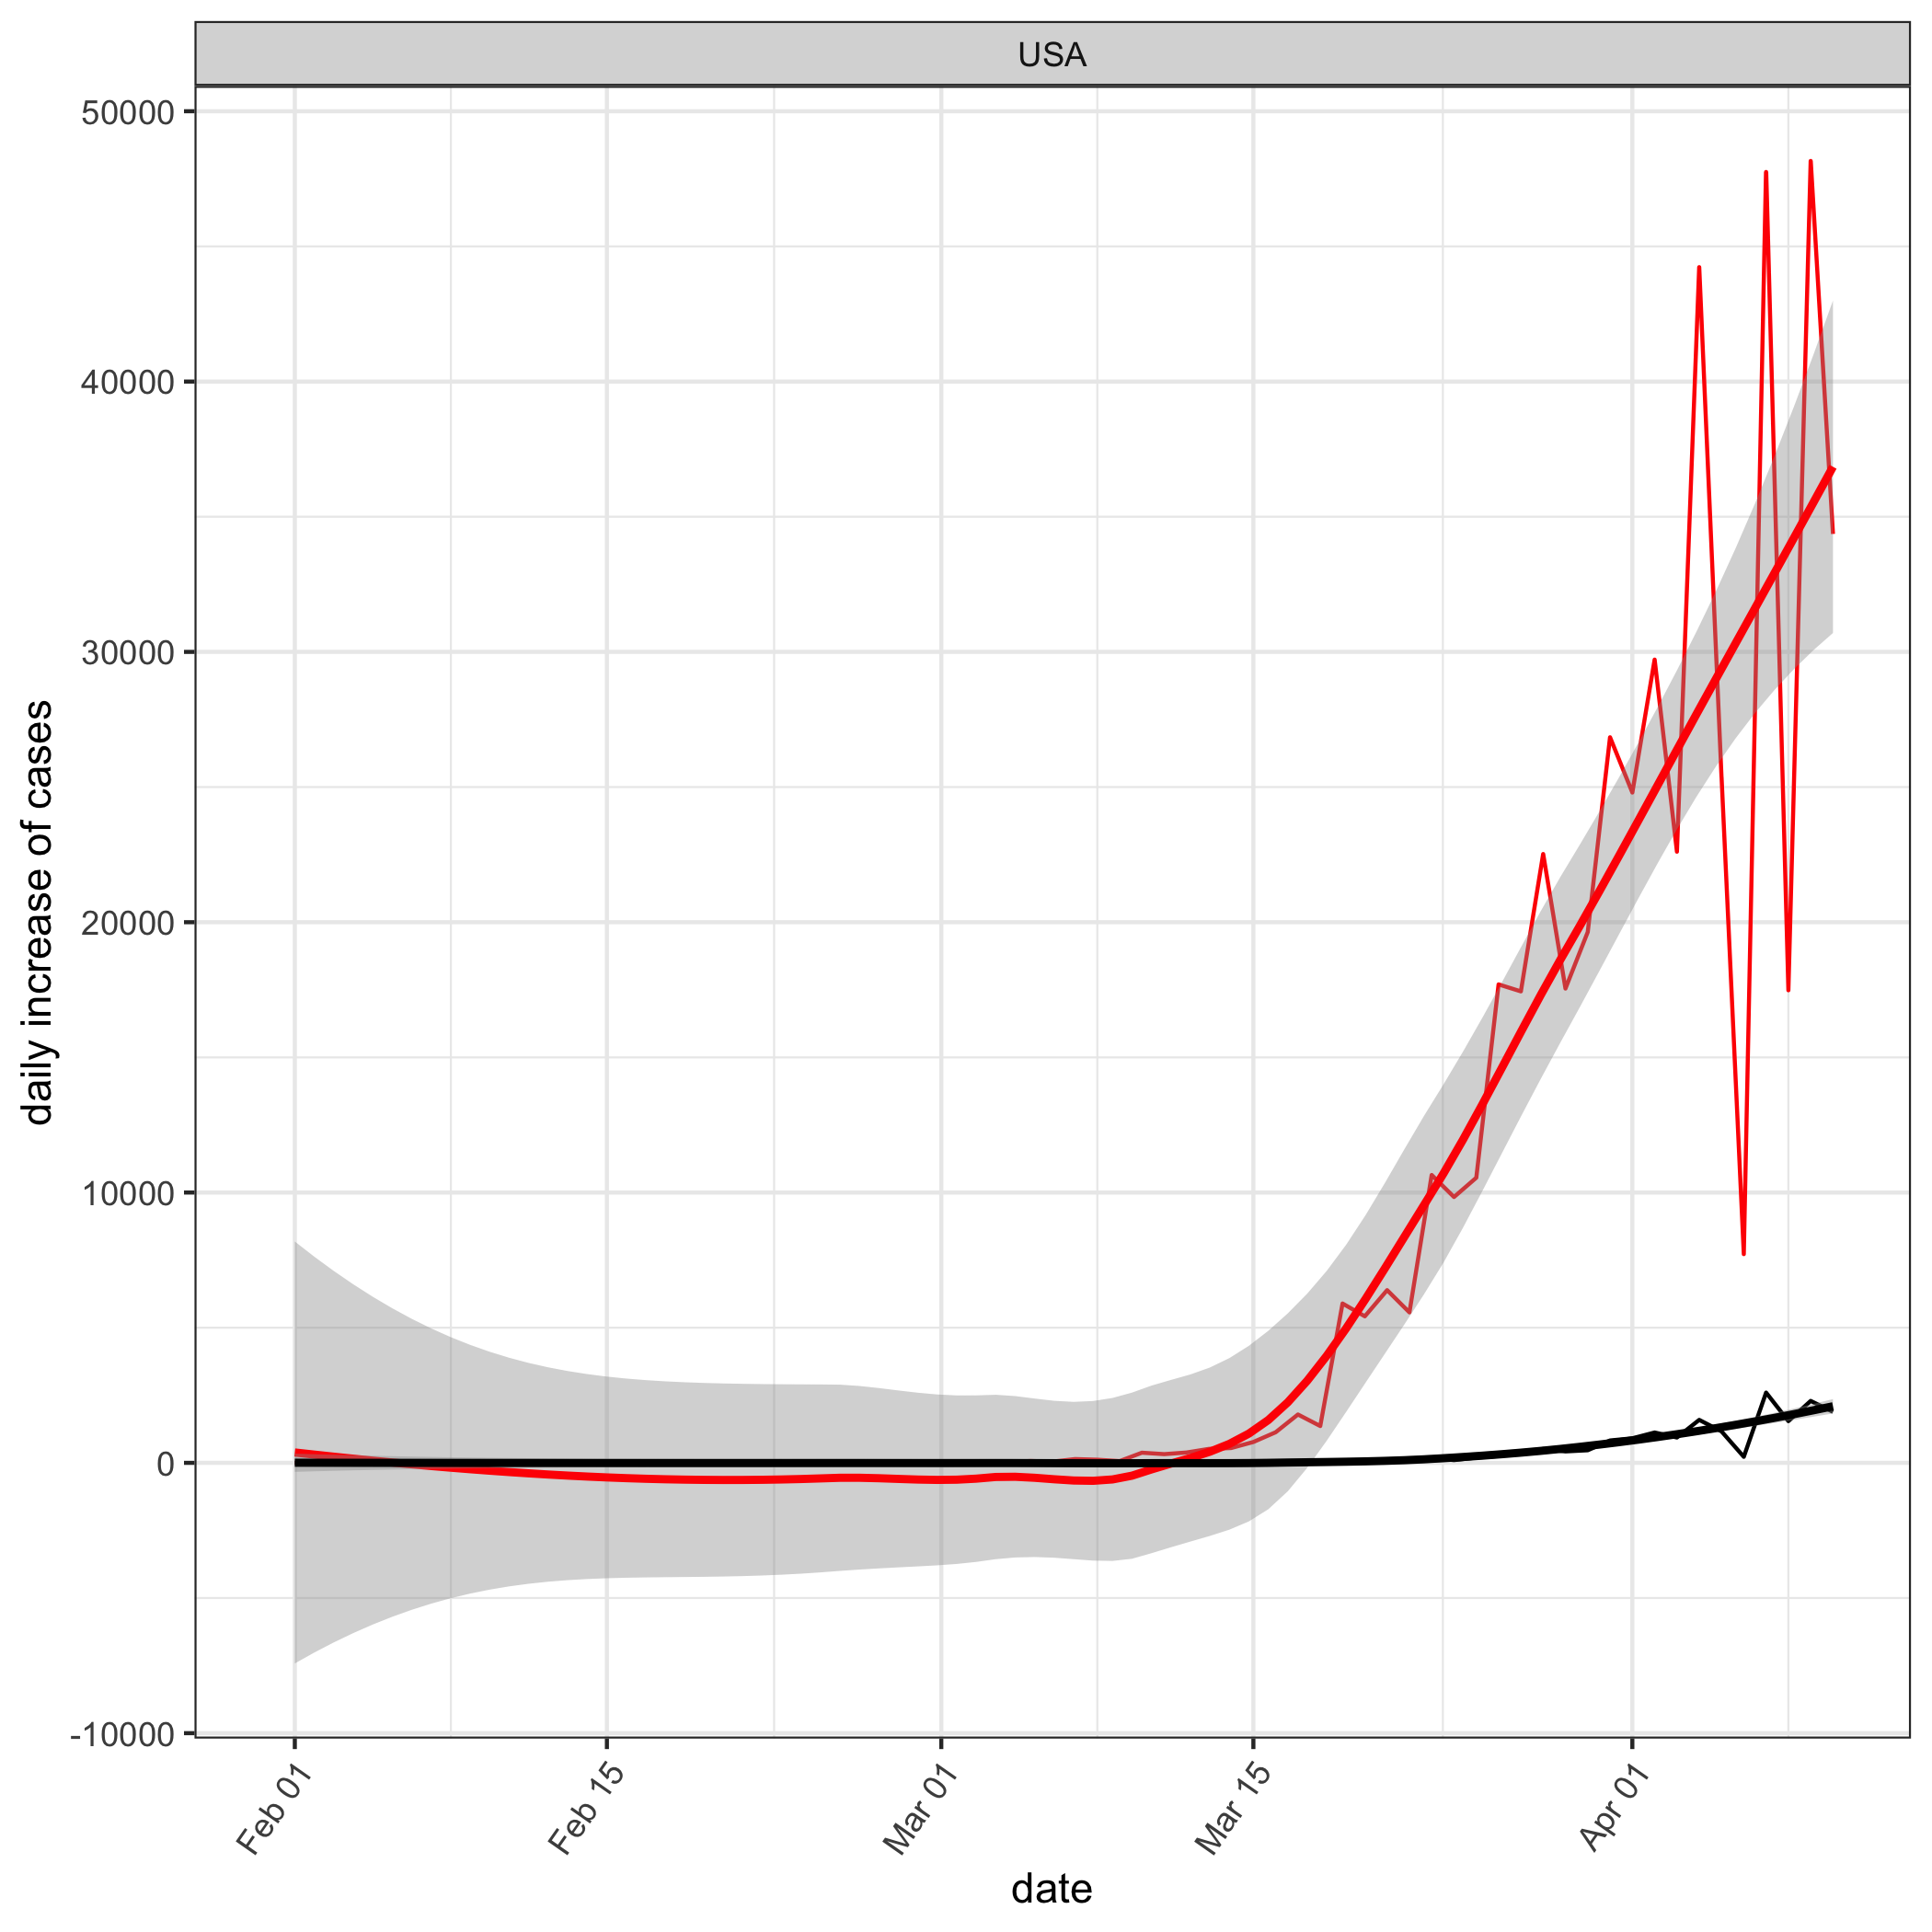 USA
50000
40000
30000
20000
10000
0
-10000
daily increase of cases
Feb 01
Feb 15
Mar 01
Mar 15
Apr 01
date